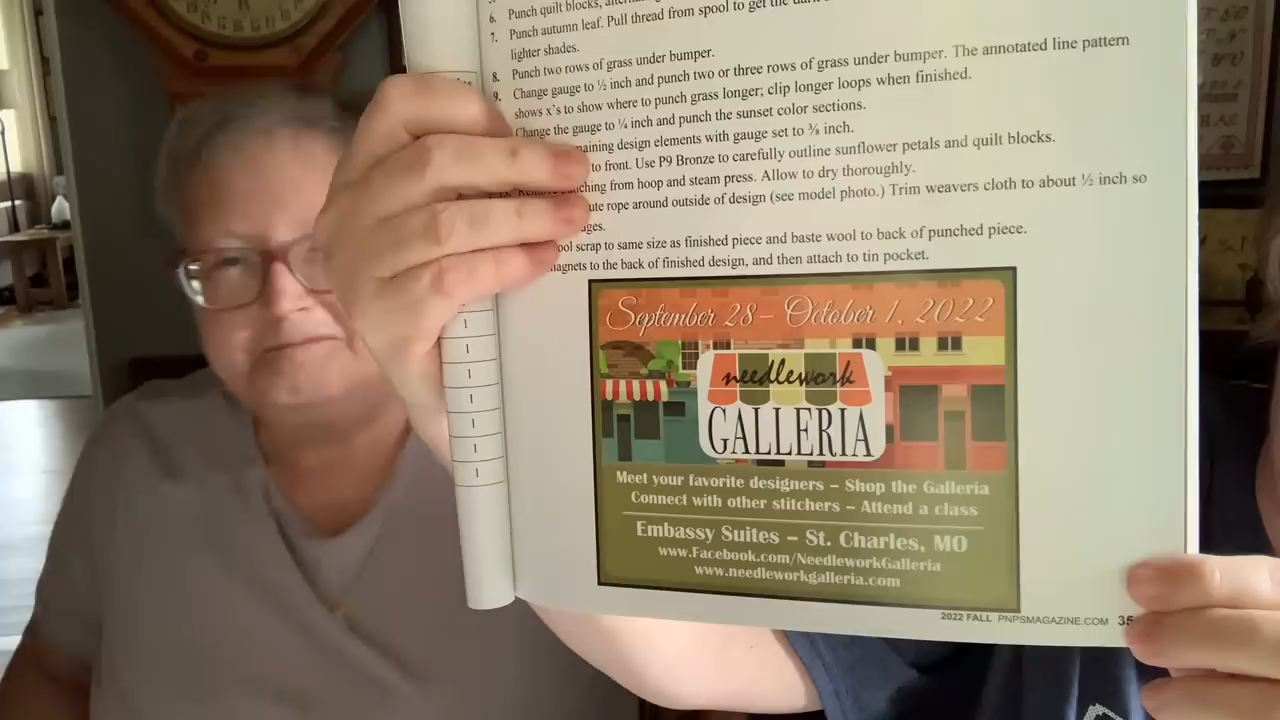 6. Punch quilt blocks,
7. Punch autumn leaf. Pull thread from spool to get the
lighter shades.
8. Punch two rows of grass under bumper.
9. Change gauge to ½ inch and punch two or three rows of grass under bumper. The annotated line pattern
shows x's to show where to punch grass longer; clip longer loops when finished.
Change the gauge to ¼ inch and punch the sunset color sections.
design elements with gauge set to ⅜ inch.
to front. Use P9 Bronze to carefully outline sunflower petals and quilt blocks.
from hoop and steam press. Allow to dry thoroughly.
rope around outside of design (see model photo.) Trim weavers cloth to about ½ inch so
scrap to same size as finished piece and baste wool to back of punched piece.
to the back of finished design, and then attach to tin pocket.
1
1
1
1
1
1
1
September 28 – October 1, 2022
needlework
GALLERIA
Meet your favorite designers – Shop the Galleria
Connect with other stitchers – Attend a class
Embassy Suites – St. Charles, MO
www.Facebook.com/NeedleworkGalleria
www.needleworkgalleria.com
2022 FALL PNPSMAGAZINE.COM 35